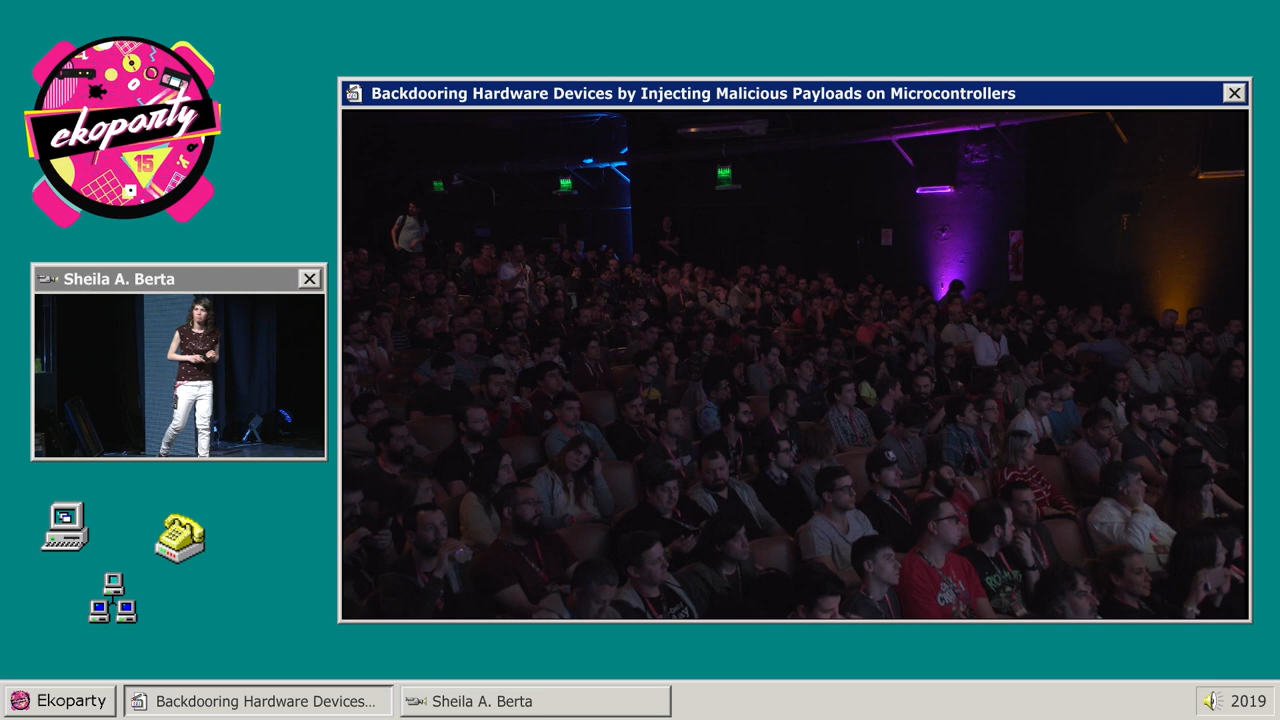 ekoparty
15
Backdooring Hardware Devices by Injecting Malicious Payloads on Microcontrollers
Sheila A. Berta
Ekoparty
Backdooring Hardware Devices...
Sheila A. Berta
2019